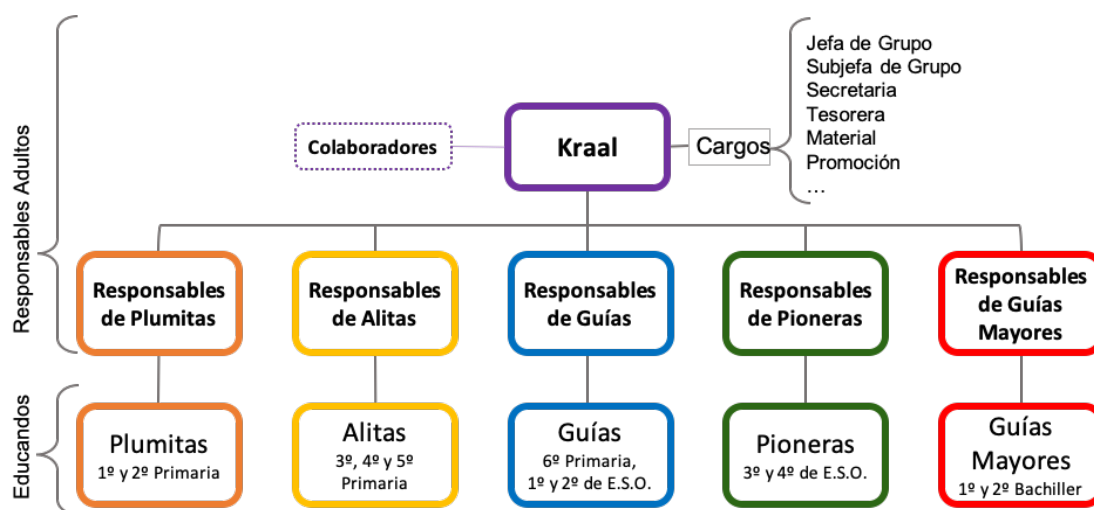 Responsables Adultos
Jefa de Grupo
Subjefa de Grupo
Secretaria
Tesorera
Material
Promoción
...
Colaboradores
Kraal
Cargos
Responsables
de Plumitas
Responsables
de Alitas
Responsables
de Guías
Responsables
de Pioneras
Responsables
de Guías
Mayores
Educandos
Plumitas
1º y 2º Primaria
Alitas
3º, 4º y 5º
Primaria
Guías
6º Primaria,
1º y 2º de E.S.O.
Pioneras
3º y 4º de E.S.O.
Guías
Mayores
1º y 2º Bachiller